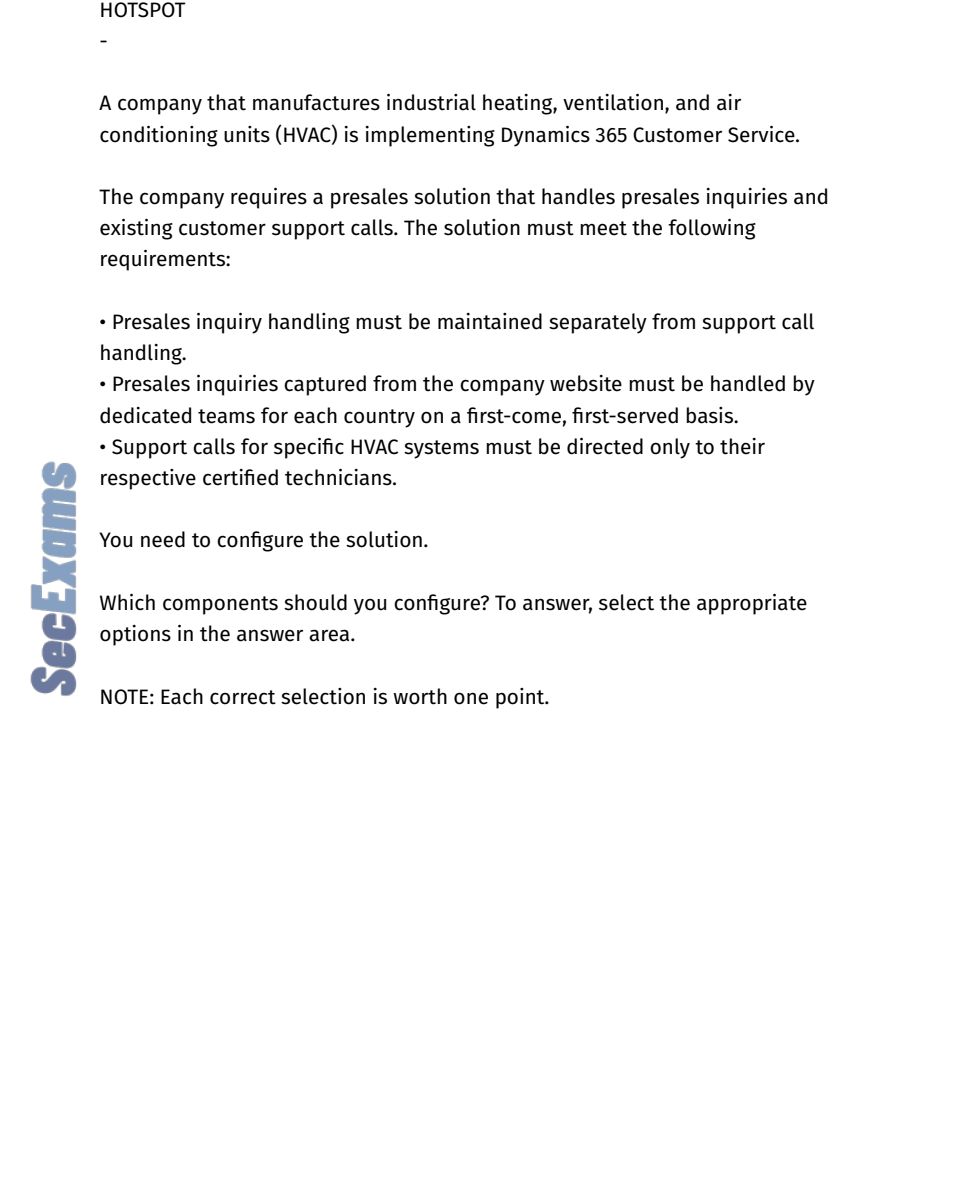 HOTSPOT
-
A company that manufactures industrial heating, ventilation, and air
conditioning units (HVAC) is implementing Dynamics 365 Customer Service.
The company requires a presales solution that handles presales inquiries and
existing customer support calls. The solution must meet the following
requirements:
• Presales inquiry handling must be maintained separately from support call
handling.
• Presales inquiries captured from the company website must be handled by
dedicated teams for each country on a first-come, first-served basis.
• Support calls for specific HVAC systems must be directed only to their
respective certified technicians.
You need to configure the solution.
Which components should you configure? To answer, select the appropriate
options in the answer area.
NOTE: Each correct selection is worth one point.
SecExams